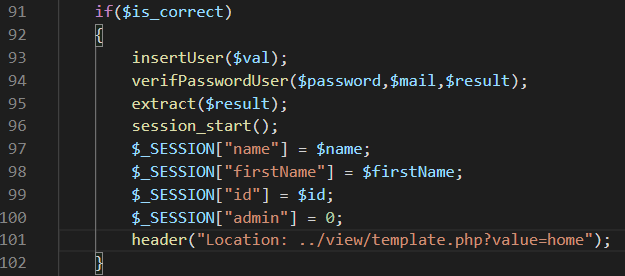 91 if($is_correct)
92 {
93 insertUser($val);
94 verifPasswordUser($password,$mail,$result);
95 extract($result);
96 session_start();
97 $_SESSION["name"] = $name;
98 $_SESSION["firstName"] = $firstName;
99 $_SESSION["id"] = $id;
100 $_SESSION["admin"] = 0;
101 header("Location: ../view/template.php?value=home");
102 }